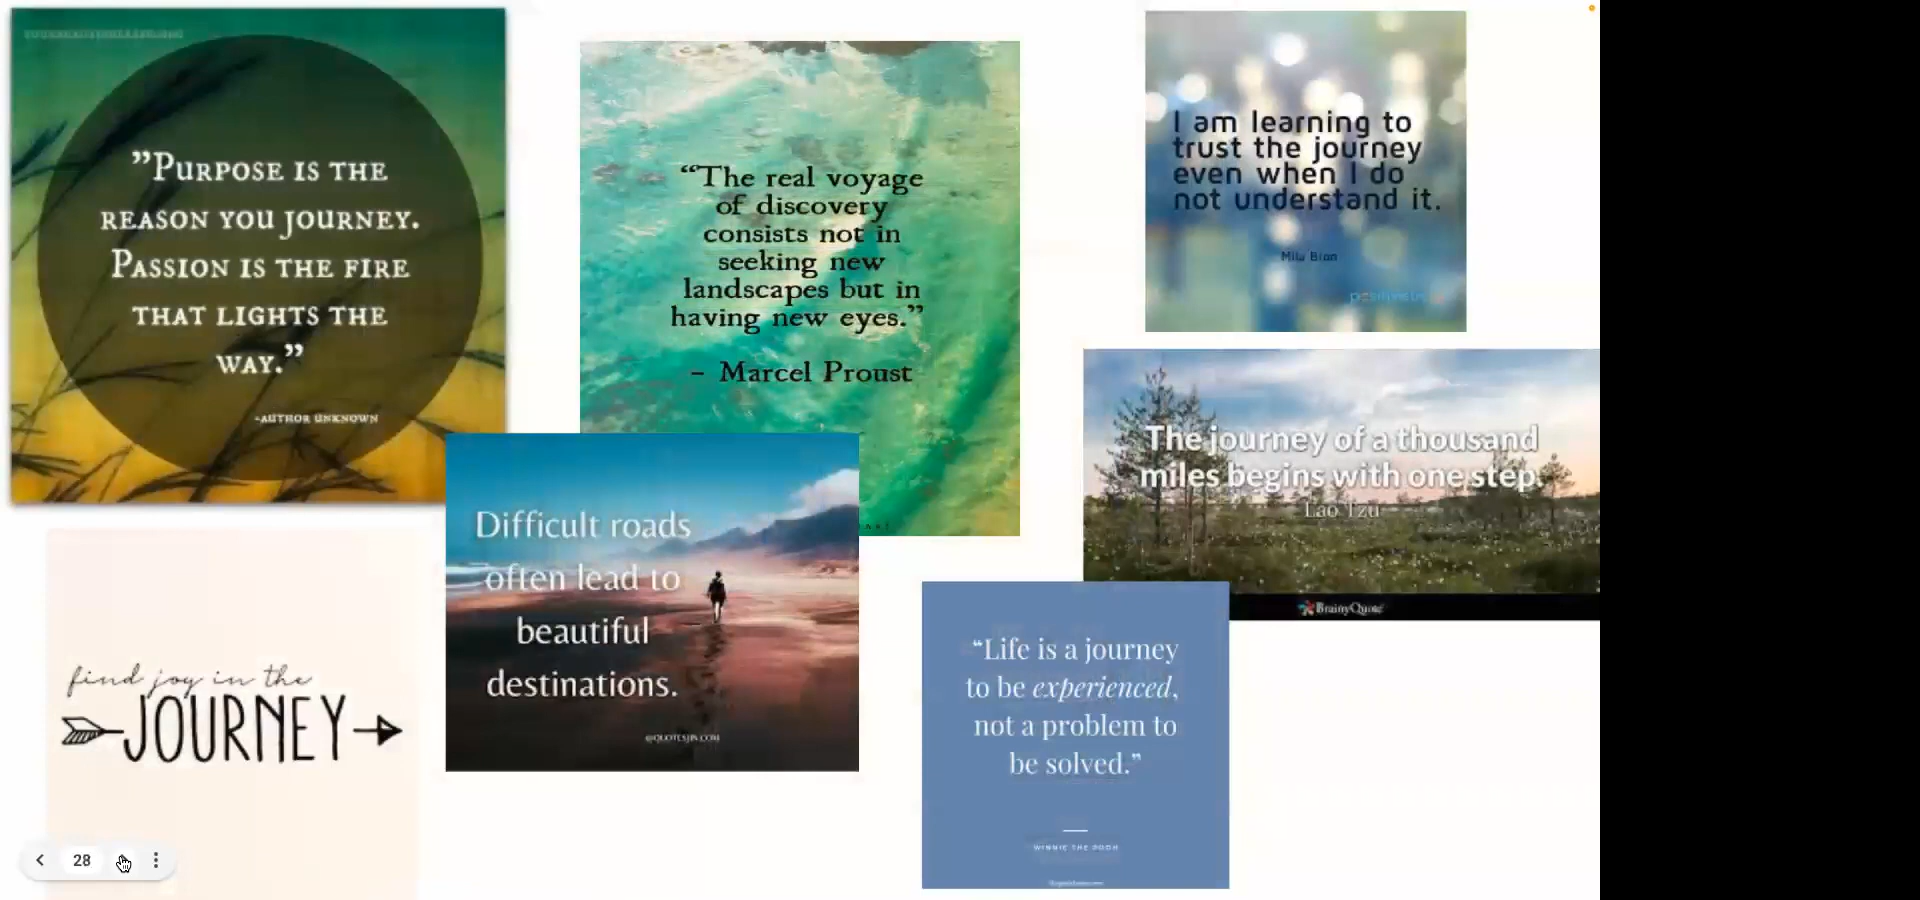 ”PURPOSE IS THE
REASON YOU JOURNEY.
PASSION IS THE FIRE
THAT LIGHTS THE
WAY.”
-AUTHOR UNKNOWN
“The real voyage
of discovery
consists not in
seeking new
landscapes but in
having new eyes.”
- Marcel Proust
I am learning to
trust the journey
even when I do
not understand it.
Mila Bron
The journey of a thousand
miles begins with one step.
Lao Tzu
BrainyQuote
Difficult roads
often lead to
beautiful
destinations.
@QUOTESJIN.COM
find joy in the
JOURNEY
“Life is a journey
to be experienced,
not a problem to
be solved.”
WINNIE THE POOH
28